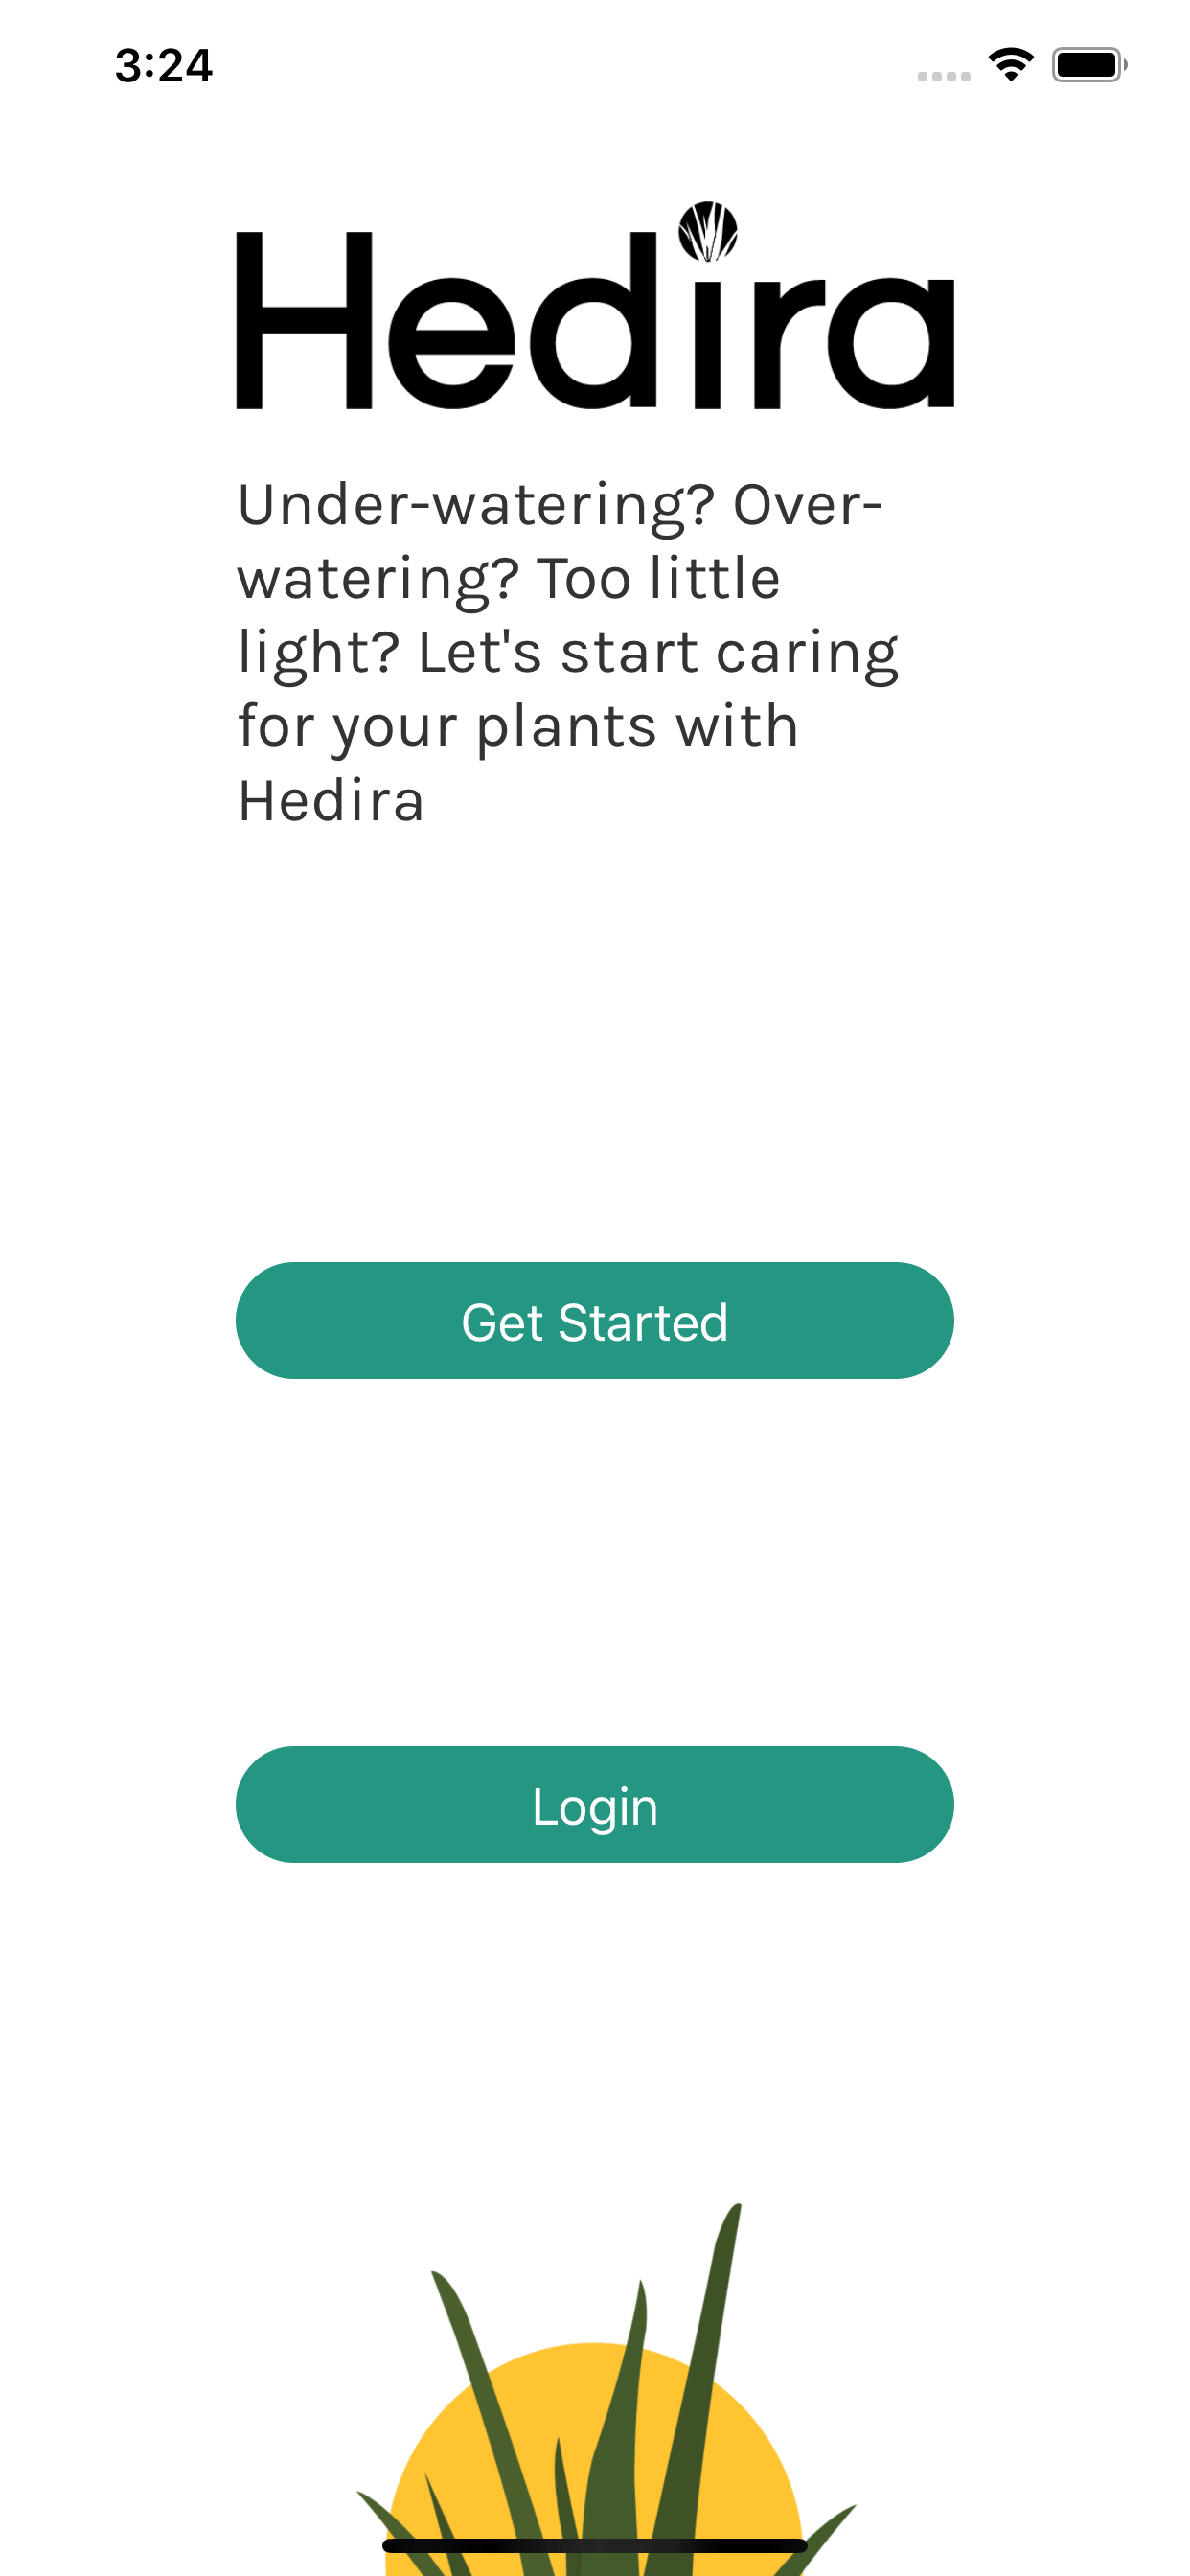 3:24
Hedira
Under-watering? Over-
watering? Too little
light? Let's start caring
for your plants with
Hedira
Get Started
Login